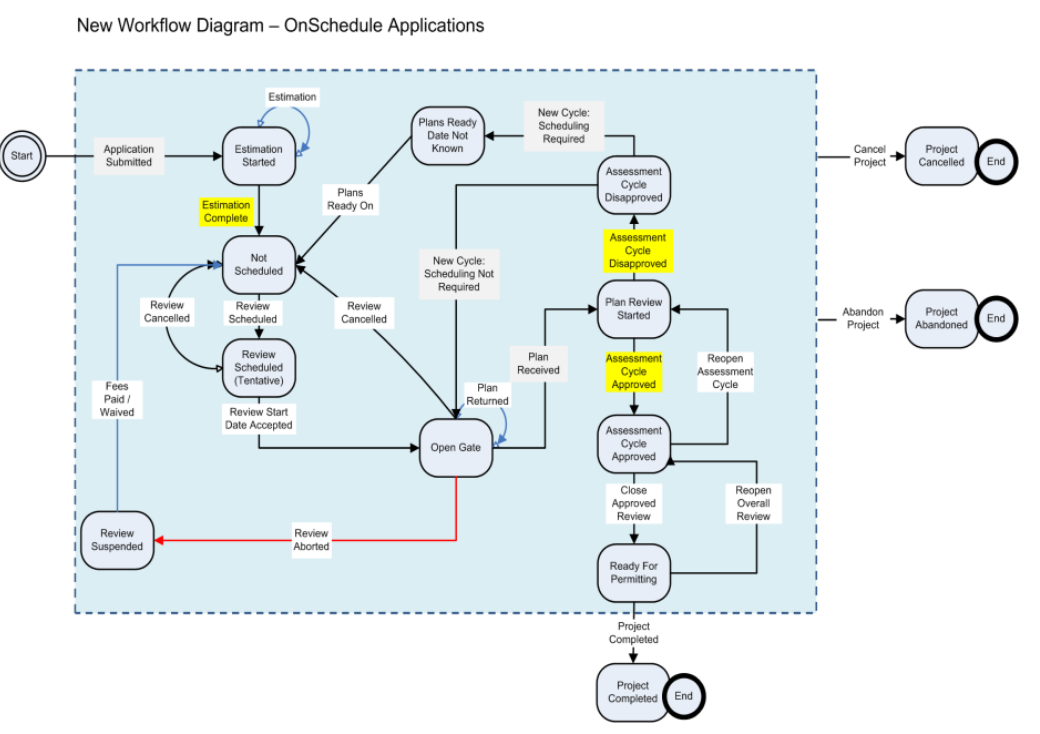 New Workflow Diagram – OnSchedule Applications
Start
Application
Submitted
Estimation
Estimation
Started
Estimation
Complete
Not
Scheduled
Review
Cancelled
Review
Scheduled
Review
Scheduled
(Tentative)
Review Start
Date Accepted
Fees
Paid /
Waived
Review
Suspended
Review
Aborted
Plans Ready
Date Not
Known
Plans
Ready On
New Cycle:
Scheduling
Required
New Cycle:
Scheduling Not
Required
Review
Cancelled
Plan
Returned
Open Gate
Plan
Received
Assessment
Cycle
Disapproved
Assessment
Cycle
Disapproved
Plan Review
Started
Assessment
Cycle
Approved
Reopen
Assessment
Cycle
Assessment
Cycle
Approved
Close
Approved
Review
Reopen
Overall
Review
Ready For
Permitting
Project
Completed
Project
Completed
End
Cancel
Project
Project
Cancelled
End
Abandon
Project
Project
Abandoned
End